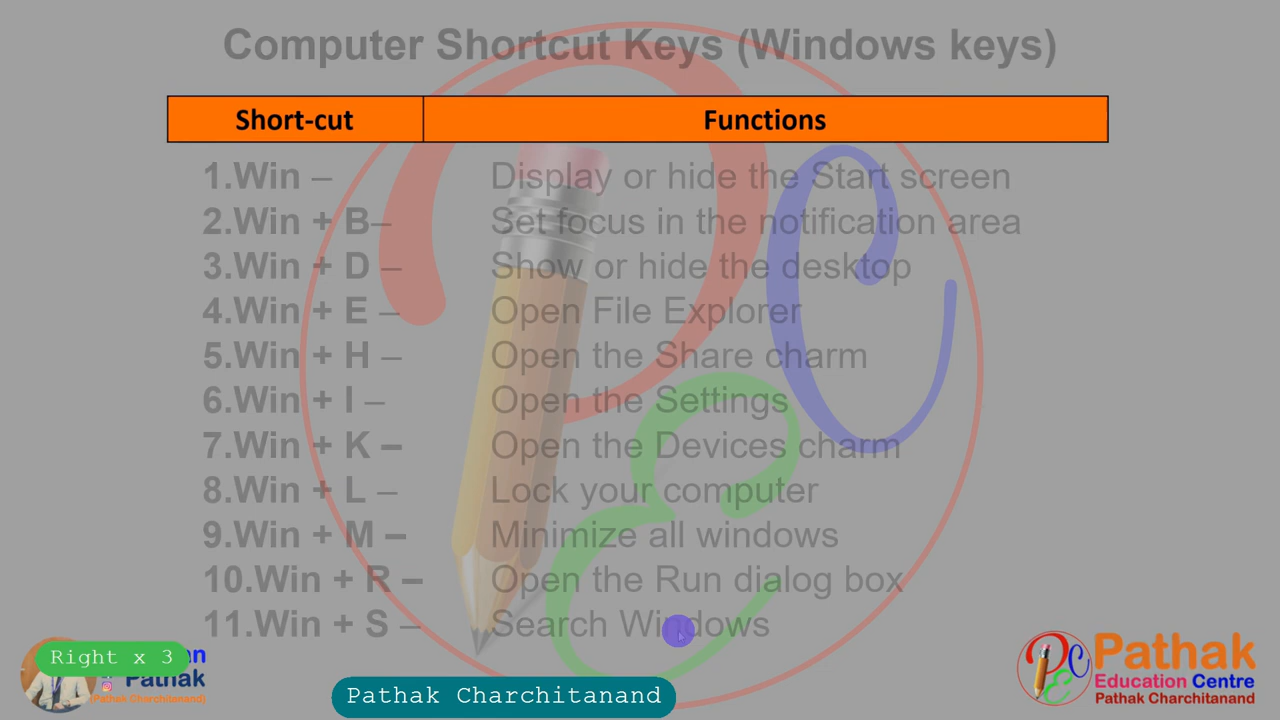 Computer Shortcut Keys (Windows keys)
Short-cut Functions
1.Win – Display or hide the Start screen
2.Win + B– Set focus in the notification area
3.Win + D – Show or hide the desktop
4.Win + E – Open File Explorer
5.Win + H – Open the Share charm
6.Win + I – Open the Settings
7.Win + K – Open the Devices charm
8.Win + L – Lock your computer
9.Win + M – Minimize all windows
10.Win + R – Open the Run dialog box
11.Win + S – Search Windows
Right x 3
Pathak
(Pathak Charchitanand)
Pathak Charchitanand
Pathak
Education Centre
Pathak Charchitanand